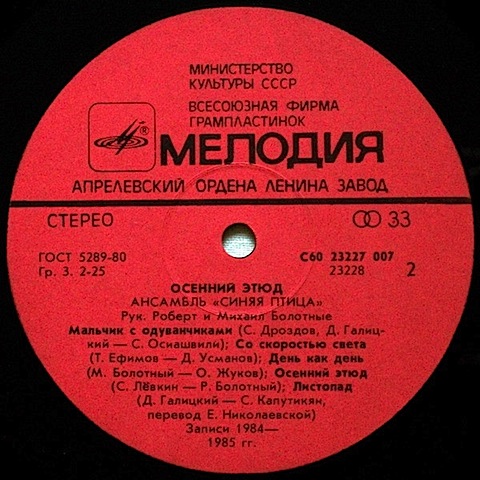 МИНИСТЕРСТВО
КУЛЬТУРЫ СССР
ВСЕСОЮЗНАЯ ФИРМА
ГРАМПЛАСТИНОК
® МЕЛОДИЯ
АПРЕЛЕВСКИЙ ОРДЕНА ЛЕНИНА ЗАВОД
СТЕРЕО 33
ГОСТ 5289-80 С60 23227 007
Гр. 3. 2-25 23228 2
ОСЕННИЙ ЭТЮД
АНСАМБЛЬ «СИНЯЯ ПТИЦА»
Рук. Роберт и Михаил Болотные
Мальчик с одуванчиками (С. Дроздов, Д. Галиц-
кий — С. Осиашвили); Со скоростью света
(Т. Ефимов — Д. Усманов); День как день
(М. Болотный — О. Жуков); Осенний этюд
(С. Лёвкин — Р. Болотный); Листопад
(Д. Галицкий — С. Капутикян,
перевод Е. Николаевской)
Записи 1984—
1985 гг.